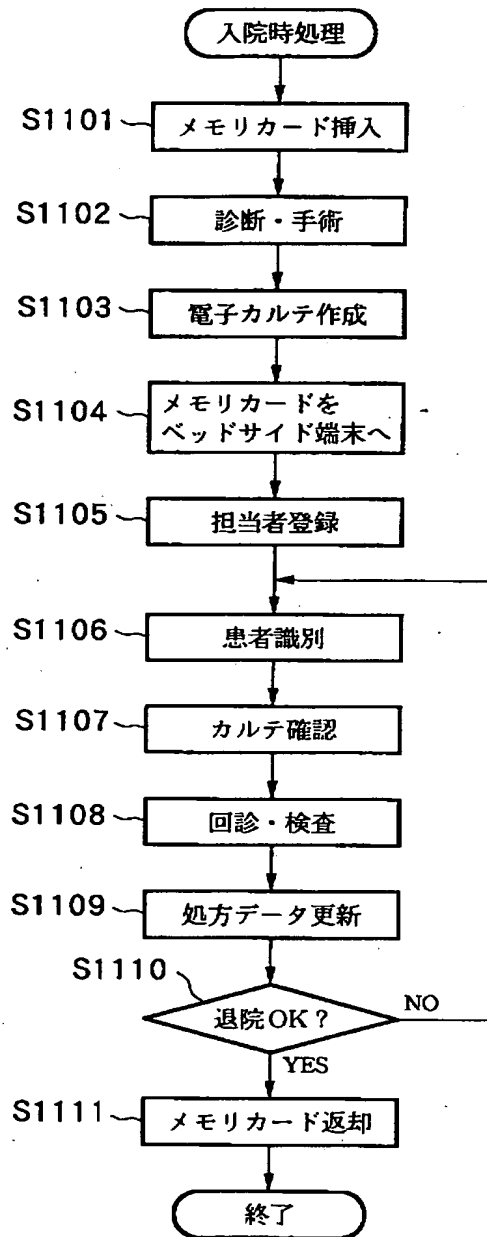 入院時処理
S1101
メモリカード挿入
S1102
診断・手術
S1103
電子カルテ作成
S1104
メモリカードを
ベッドサイド端末へ
S1105
担当者登録
S1106
患者識別
S1107
カルテ確認
S1108
回診・検査
S1109
処方データ更新
S1110
退院OK?
NO
YES
S1111
メモリカード返却
終了